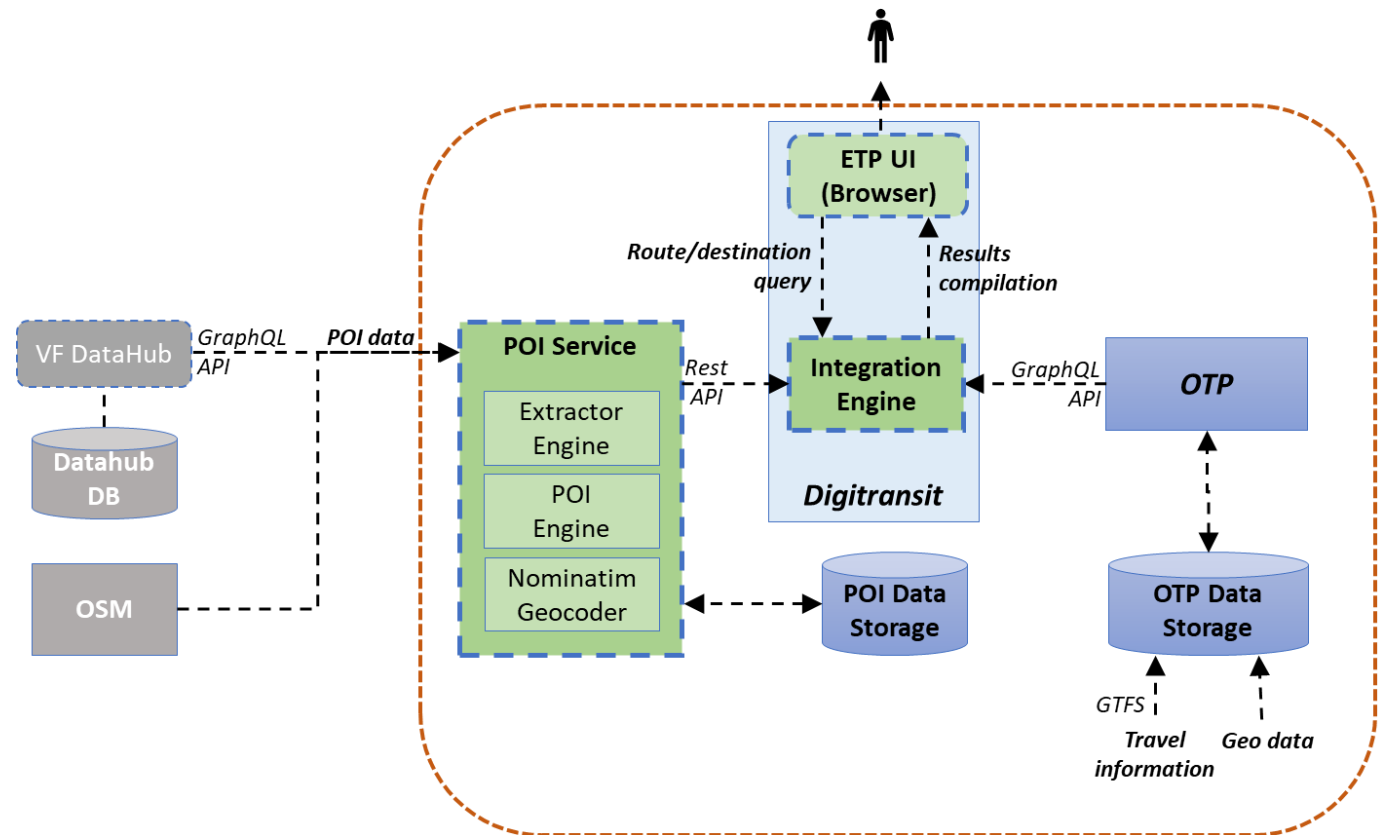 ETP UI
(Browser)
Route/destination
query
Results
compilation
VF DataHub
GraphQL
API
POI data
POI Service
Rest
API
Integration
Engine
GraphQL
API
OTP
Extractor
Engine
Datahub
DB
POI
Engine
Digitransit
Nominatim
Geocoder
OSM
POI Data
Storage
OTP Data
Storage
GTFS
Travel
information
Geo data